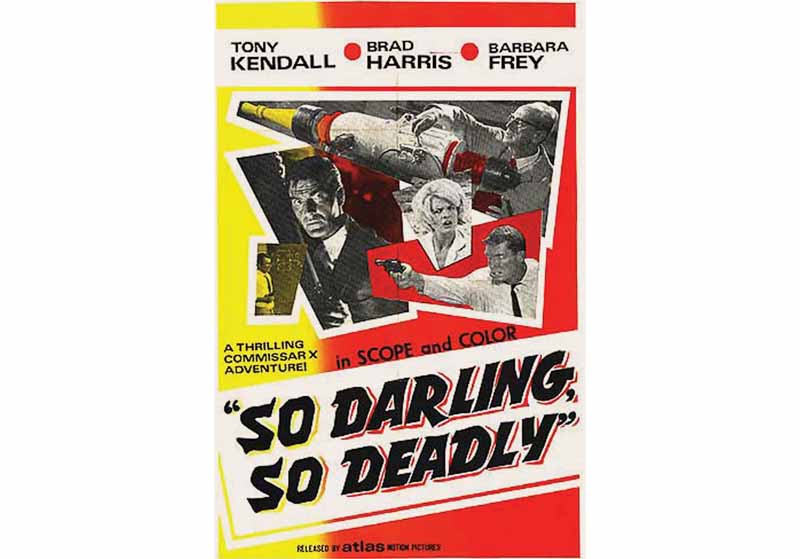 TONY KENDALL
BRAD HARRIS
BARBARA FREY
A THRILLING
COMMISSAR X
ADVENTURE!
in SCOPE and COLOR
"SO DARLING,
SO DEADLY"
RELEASED BY atlas MOTION PICTURES